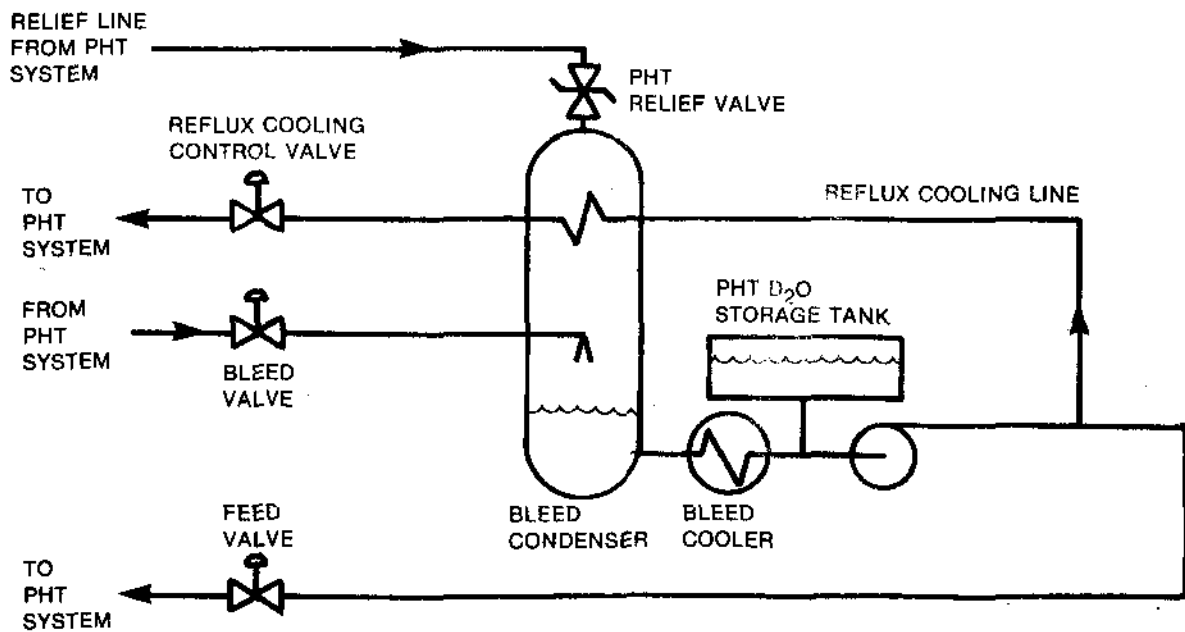 RELIEF LINE
FROM PHT
SYSTEM
PHT
RELIEF VALVE
REFLUX COOLING
CONTROL VALVE
TO
PHT
SYSTEM
REFLUX COOLING LINE
FROM
PHT
SYSTEM
BLEED
VALVE
PHT D₂O
STORAGE TANK
FEED
VALVE
BLEED
CONDENSER
BLEED
COOLER
TO
PHT
SYSTEM